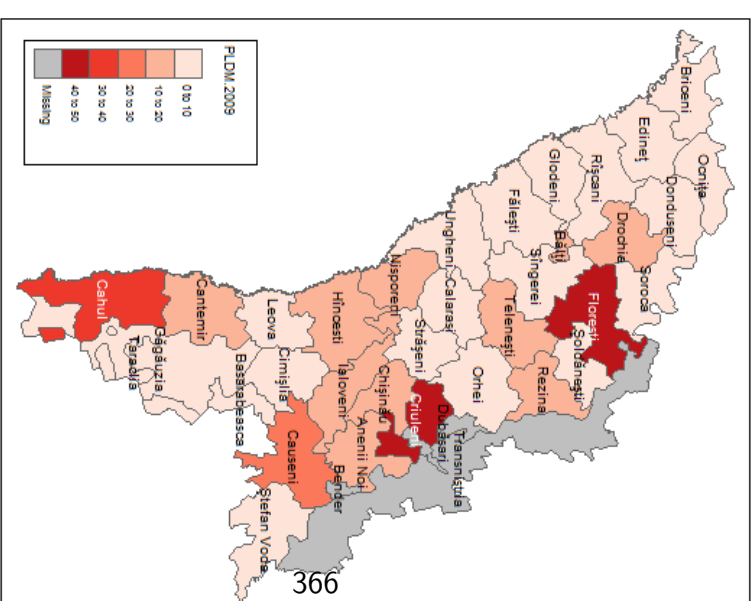 PLDM.2009
0 to 10
10 to 20
20 to 30
30 to 40
40 to 50
Missing
Briceni
Ocnița
Edineț
Dondușeni
Rîșcani
Glodeni
Drochia
Soroca
Fălești
Bălți
Sîngerei
Florești
Șoldănești
Ungheni
Telenești
Rezina
Călărași
Orhei
Nisporeni
Strășeni
Criuleni
Dubăsari
Transnistria
Hîncești
Ialoveni
Chișinău
Anenii Noi
Bender
Leova
Cimișlia
Căușeni
Ștefan Vodă
Cantemir
Basarabeasca
Găgăuzia
Cahul
Taraclia
366